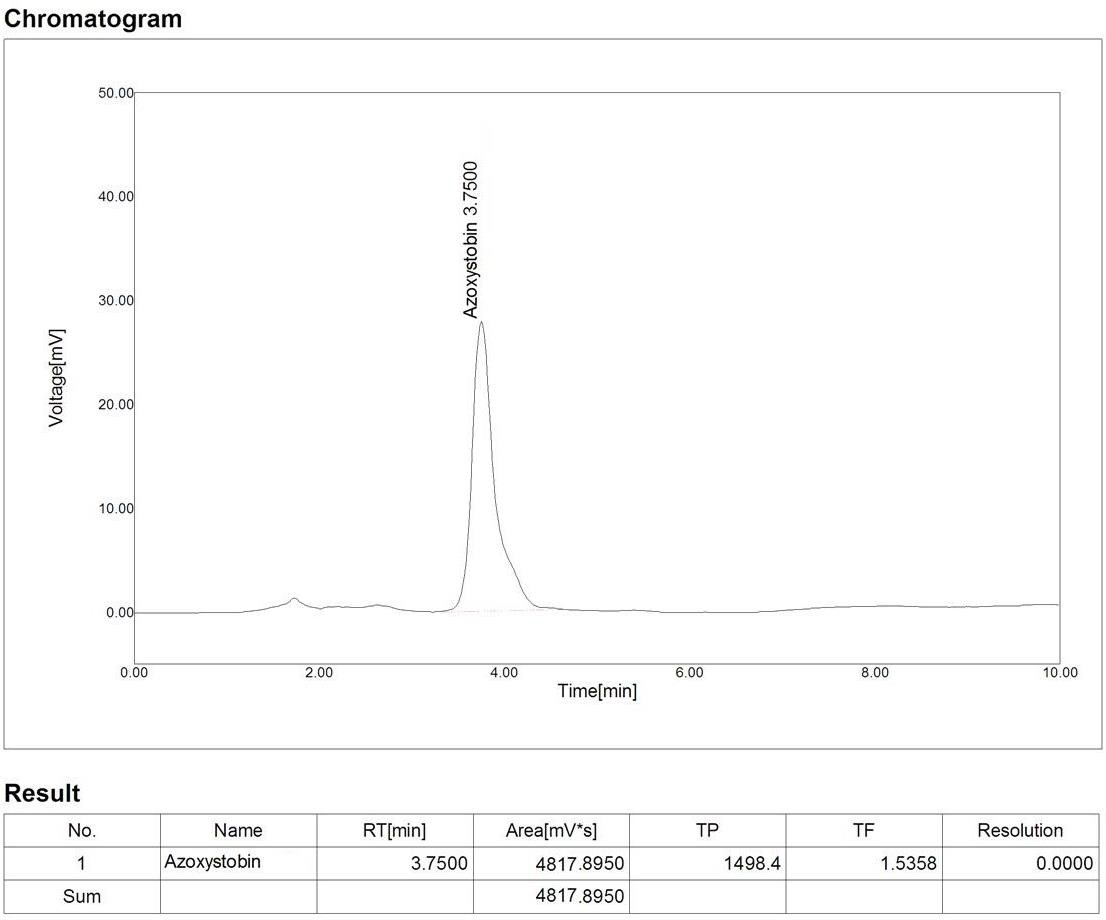 Chromatogram
50.00
40.00
30.00
20.00
10.00
0.00
Voltage[mV]
Azoxystobin 3.7500
0.00 2.00 4.00 6.00 8.00 10.00
Time[min]
Result
No. Name RT[min] Area[mV*s] TP TF Resolution
1 Azoxystobin 3.7500 4817.8950 1498.4 1.5358 0.0000
Sum 4817.8950